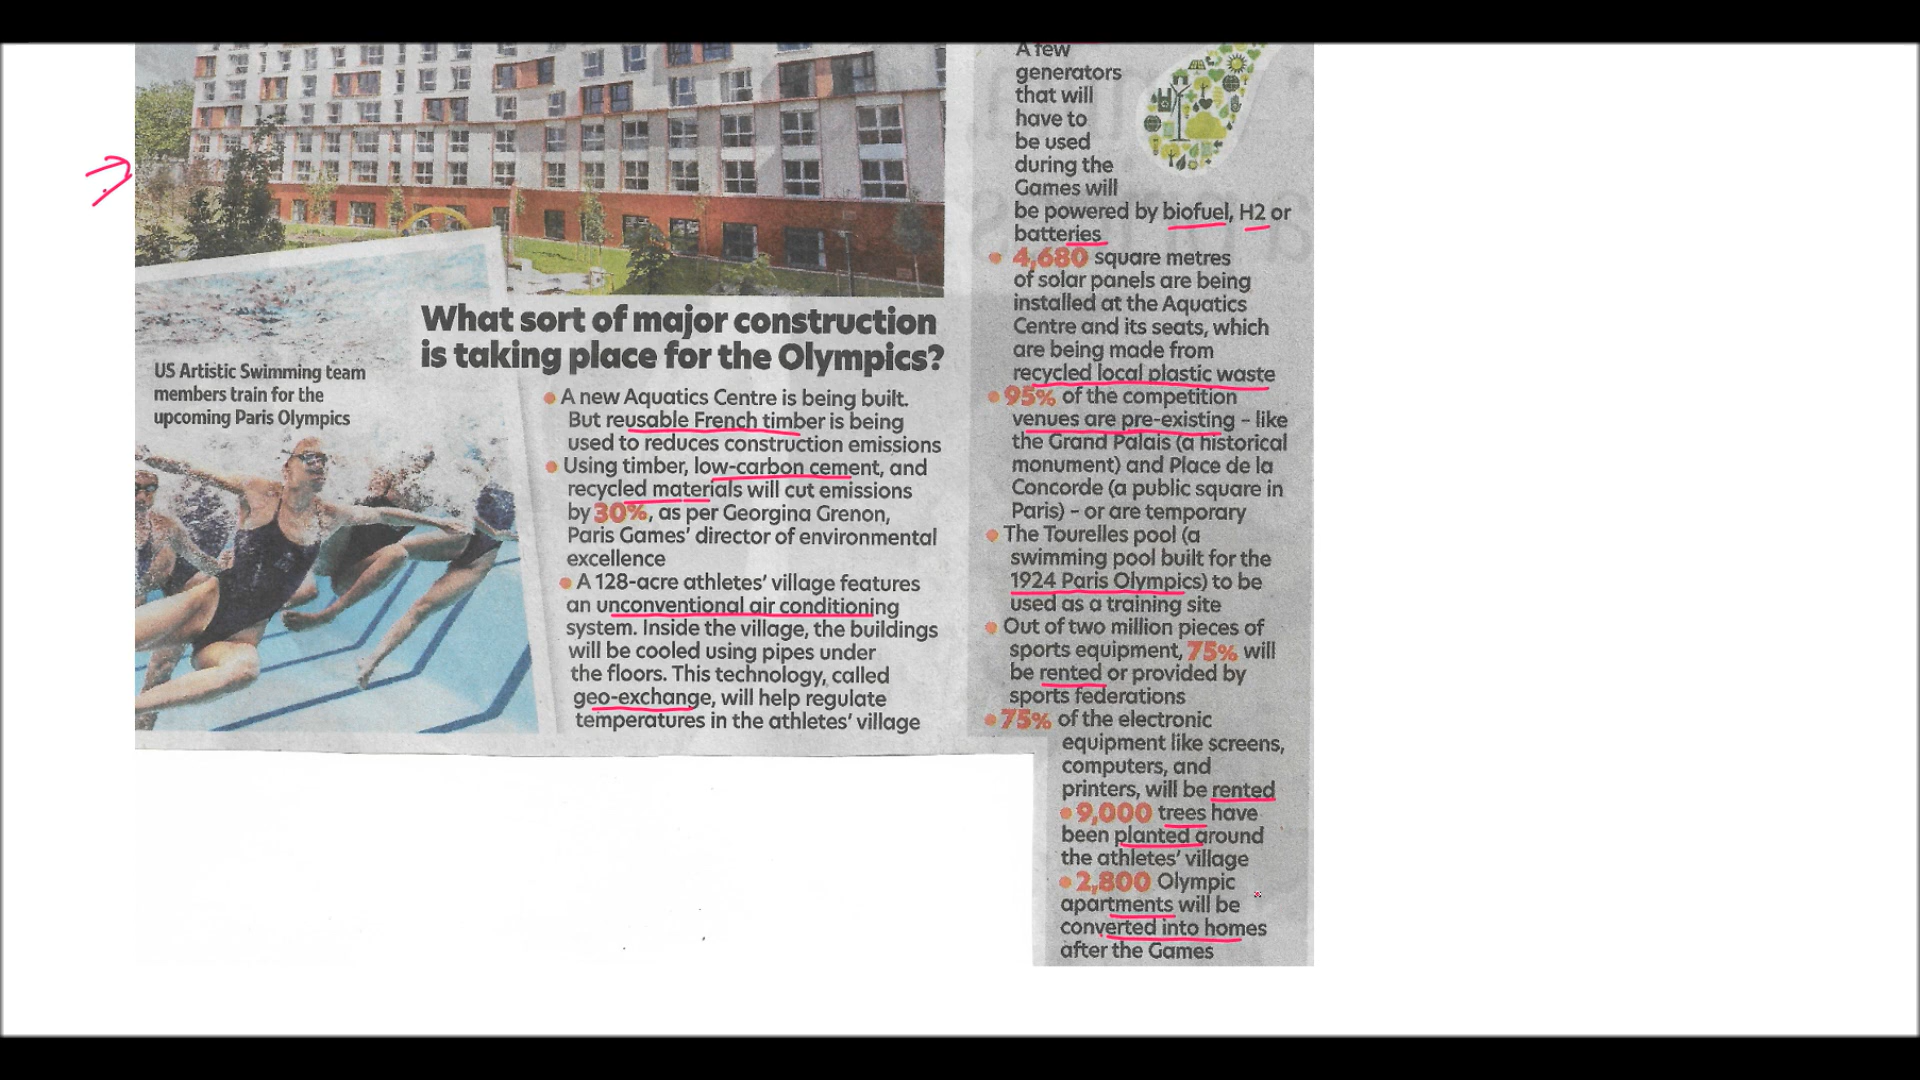 US Artistic Swimming team
members train for the
upcoming Paris Olympics
What sort of major construction
is taking place for the Olympics?
• A new Aquatics Centre is being built.
But reusable French timber is being
used to reduces construction emissions
• Using timber, low-carbon cement, and
recycled materials will cut emissions
by 30%, as per Georgina Grenon,
Paris Games' director of environmental
excellence
• A 128-acre athletes' village features
an unconventional air conditioning
system. Inside the village, the buildings
will be cooled using pipes under
the floors. This technology, called
geo-exchange, will help regulate
temperatures in the athletes' village
A few
generators
that will
have to
be used
during the
Games will
be powered by biofuel, H2 or
batteries
• 4,680 square metres
of solar panels are being
installed at the Aquatics
Centre and its seats, which
are being made from
recycled local plastic waste
• 95% of the competition
venues are pre-existing – like
the Grand Palais (a historical
monument) and Place de la
Concorde (a public square in
Paris) – or are temporary
• The Tourelles pool (a
swimming pool built for the
1924 Paris Olympics) to be
used as a training site
• Out of two million pieces of
sports equipment, 75% will
be rented or provided by
sports federations
• 75% of the electronic
equipment like screens,
computers, and
printers, will be rented
• 9,000 trees have
been planted around
the athletes' village
• 2,800 Olympic
apartments will be
converted into homes
after the Games